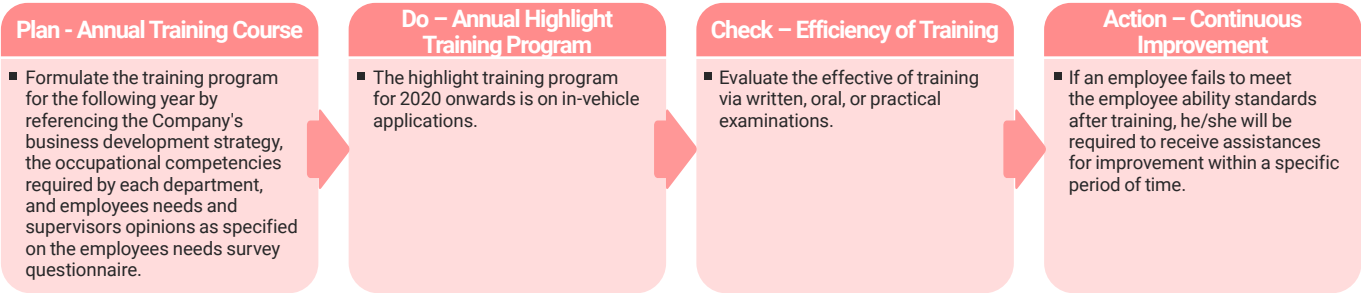 Plan - Annual Training Course
■ Formulate the training program
for the following year by
referencing the Company's
business development strategy,
the occupational competencies
required by each department,
and employees needs and
supervisors opinions as specified
on the employees needs survey
questionnaire.
Do – Annual Highlight
Training Program
■ The highlight training program
for 2020 onwards is on in-vehicle
applications.
Check – Efficiency of Training
■ Evaluate the effective of training
via written, oral, or practical
examinations.
Action – Continuous
Improvement
■ If an employee fails to meet
the employee ability standards
after training, he/she will be
required to receive assistances
for improvement within a specific
period of time.